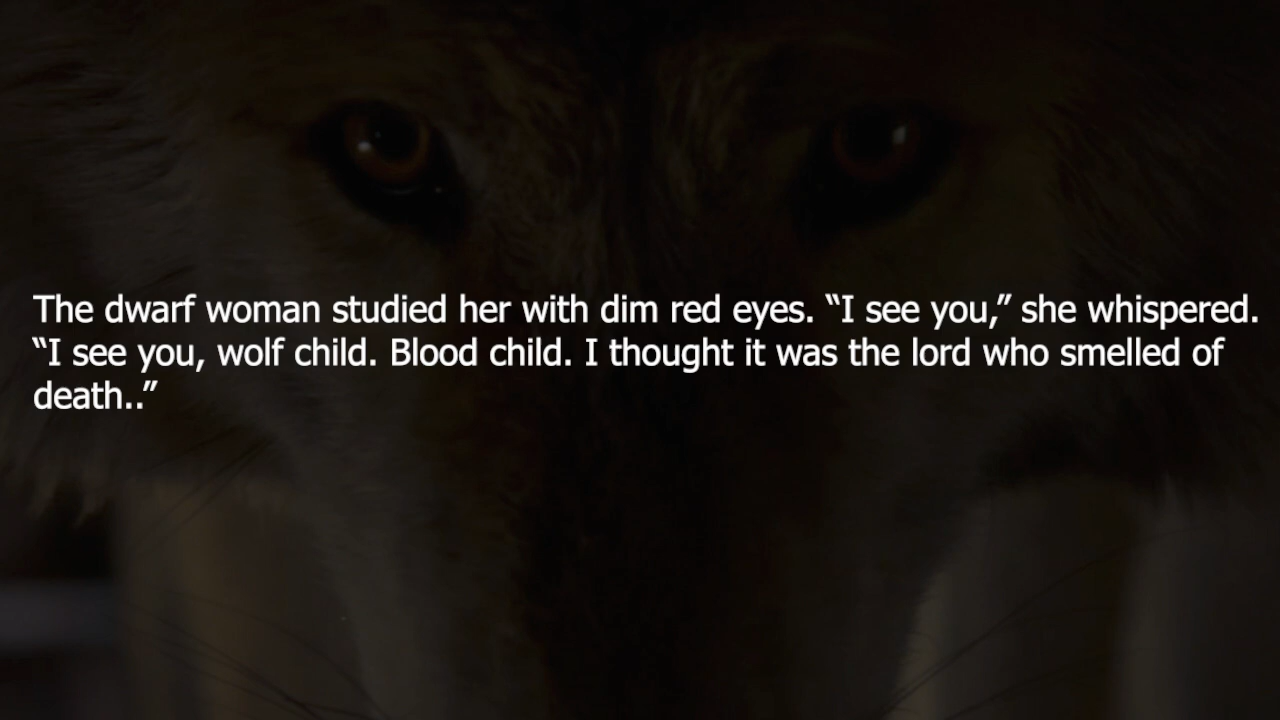 The dwarf woman studied her with dim red eyes. “I see you,” she whispered.
“I see you, wolf child. Blood child. I thought it was the lord who smelled of
death..”